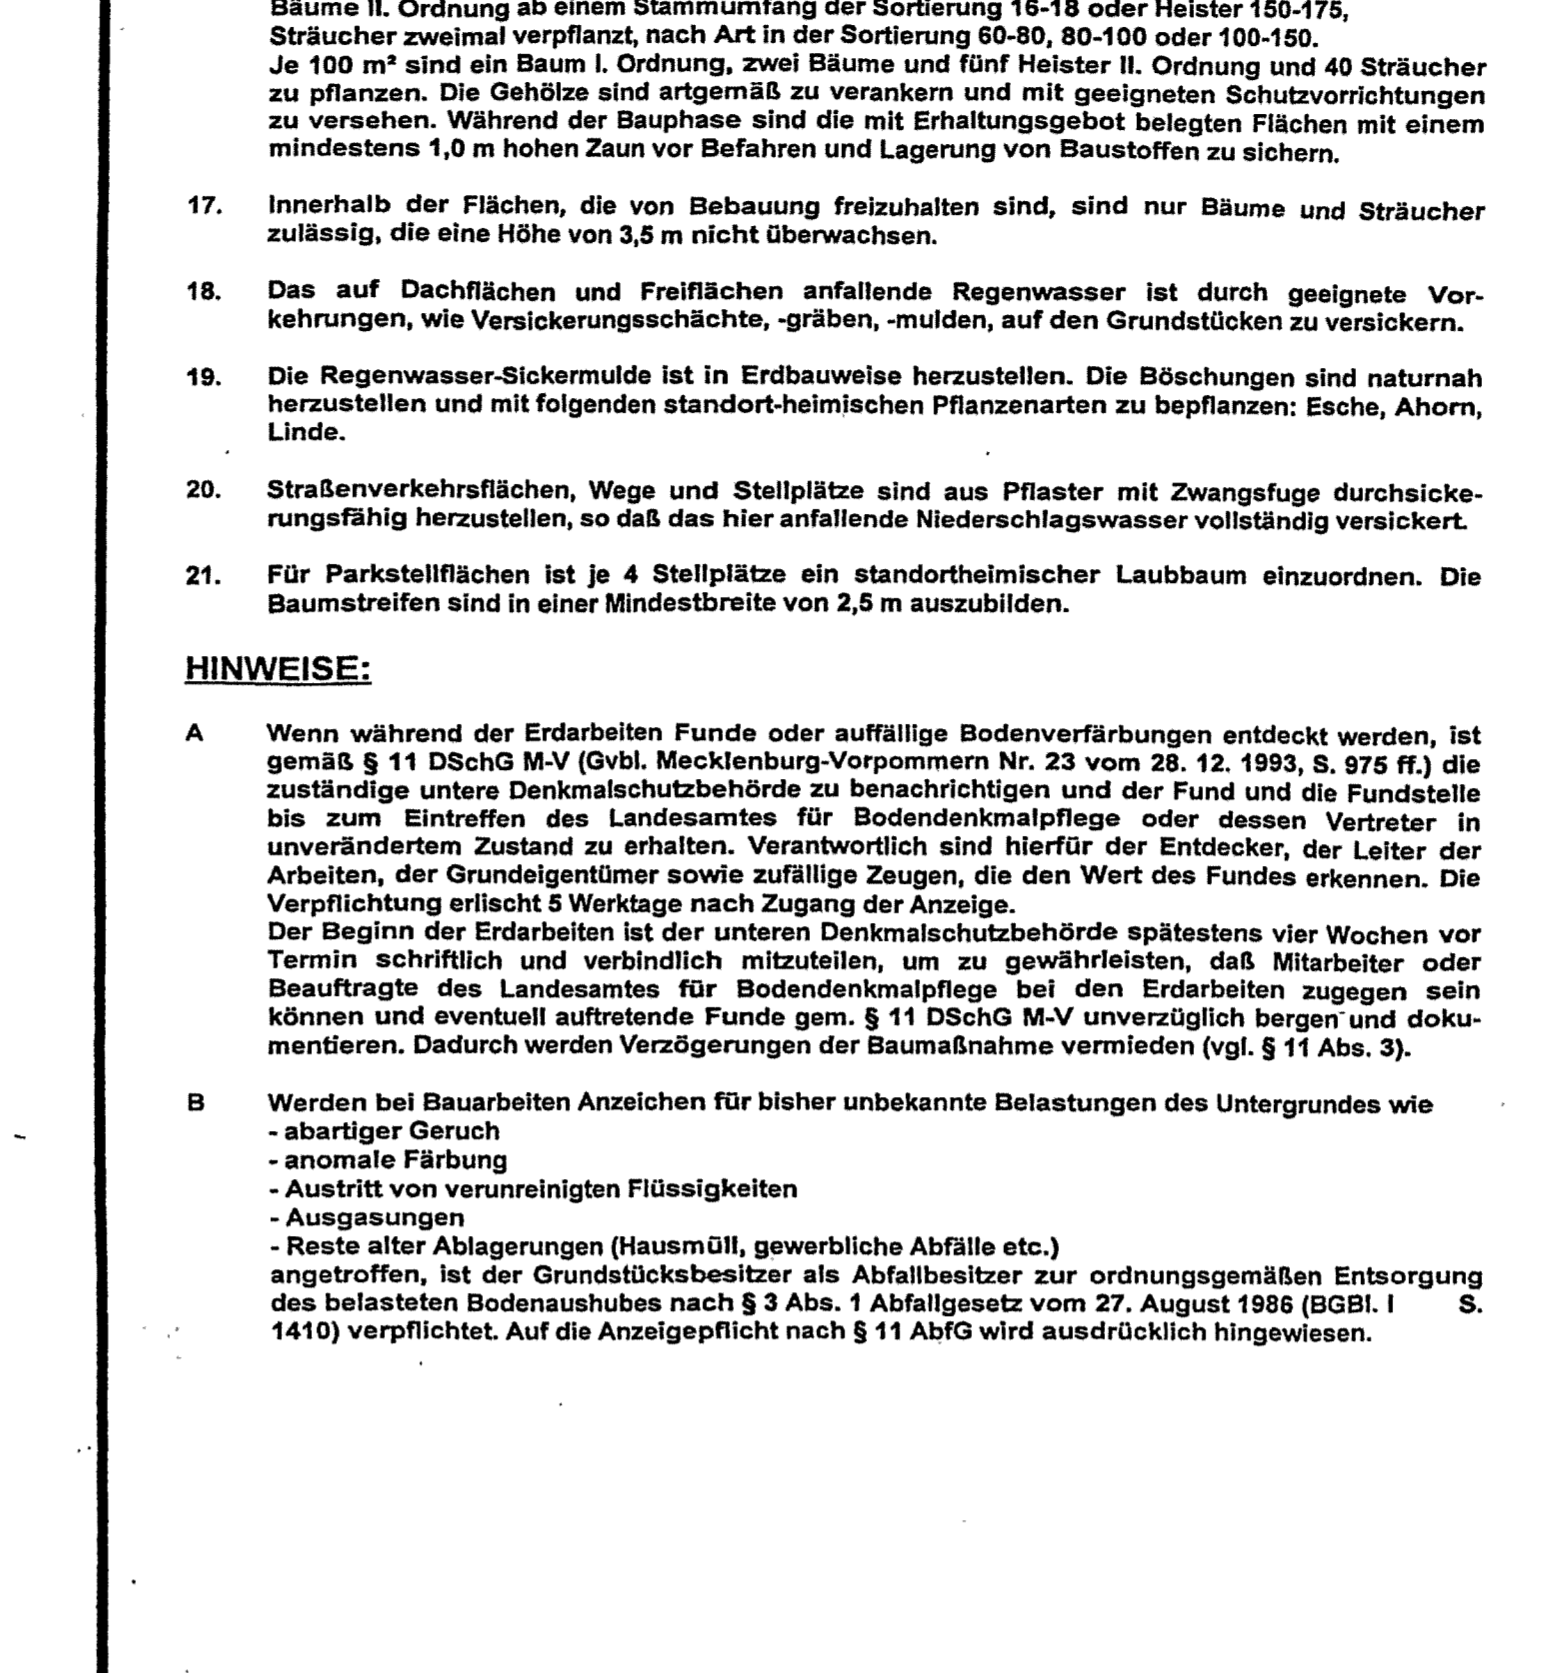 Bäume II. Ordnung ab einem Stammumfang der Sortierung 16-18 oder Heister 150-175,
Sträucher zweimal verpflanzt, nach Art in der Sortierung 60-80, 80-100 oder 100-150.
Je 100 m² sind ein Baum I. Ordnung, zwei Bäume und fünf Heister II. Ordnung und 40 Sträucher
zu pflanzen. Die Gehölze sind artgemäß zu verankern und mit geeigneten Schutzvorrichtungen
zu versehen. Während der Bauphase sind die mit Erhaltungsgebot belegten Flächen mit einem
mindestens 1,0 m hohen Zaun vor Befahren und Lagerung von Baustoffen zu sichern.
17. Innerhalb der Flächen, die von Bebauung freizuhalten sind, sind nur Bäume und Sträucher
zulässig, die eine Höhe von 3,5 m nicht überwachsen.
18. Das auf Dachflächen und Freiflächen anfallende Regenwasser ist durch geeignete Vor-
kehrungen, wie Versickerungsschächte, -gräben, -mulden, auf den Grundstücken zu versickern.
19. Die Regenwasser-Sickermulde ist in Erdbauweise herzustellen. Die Böschungen sind naturnah
herzustellen und mit folgenden standort-heimischen Pflanzenarten zu bepflanzen: Esche, Ahorn,
Linde.
20. Straßenverkehrsflächen, Wege und Stellplätze sind aus Pflaster mit Zwangsfuge durchsicke-
rungsfähig herzustellen, so daß das hier anfallende Niederschlagswasser vollständig versickert.
21. Für Parkstellflächen ist je 4 Stellplätze ein standortheimischer Laubbaum einzuordnen. Die
Baumstreifen sind in einer Mindestbreite von 2,5 m auszubilden.
HINWEISE:
A Wenn während der Erdarbeiten Funde oder auffällige Bodenverfärbungen entdeckt werden, ist
gemäß § 11 DSchG M-V (Gvbl. Mecklenburg-Vorpommern Nr. 23 vom 28. 12. 1993, S. 975 ff.) die
zuständige untere Denkmalschutzbehörde zu benachrichtigen und der Fund und die Fundstelle
bis zum Eintreffen des Landesamtes für Bodendenkmalpflege oder dessen Vertreter in
unverändertem Zustand zu erhalten. Verantwortlich sind hierfür der Entdecker, der Leiter der
Arbeiten, der Grundeigentümer sowie zufällige Zeugen, die den Wert des Fundes erkennen. Die
Verpflichtung erlischt 5 Werktage nach Zugang der Anzeige.
Der Beginn der Erdarbeiten ist der unteren Denkmalschutzbehörde spätestens vier Wochen vor
Termin schriftlich und verbindlich mitzuteilen, um zu gewährleisten, daß Mitarbeiter oder
Beauftragte des Landesamtes für Bodendenkmalpflege bei den Erdarbeiten zugegen sein
können und eventuell auftretende Funde gem. § 11 DSchG M-V unverzüglich bergen und doku-
mentieren. Dadurch werden Verzögerungen der Baumaßnahme vermieden (vgl. § 11 Abs. 3).
B Werden bei Bauarbeiten Anzeichen für bisher unbekannte Belastungen des Untergrundes wie
- abartiger Geruch
- anomale Färbung
- Austritt von verunreinigten Flüssigkeiten
- Ausgasungen
- Reste alter Ablagerungen (Hausmüll, gewerbliche Abfälle etc.)
angetroffen, ist der Grundstücksbesitzer als Abfallbesitzer zur ordnungsgemäßen Entsorgung
des belasteten Bodenaushubes nach § 3 Abs. 1 Abfallgesetz vom 27. August 1986 (BGBl. I S.
1410) verpflichtet. Auf die Anzeigepflicht nach § 11 AbfG wird ausdrücklich hingewiesen.